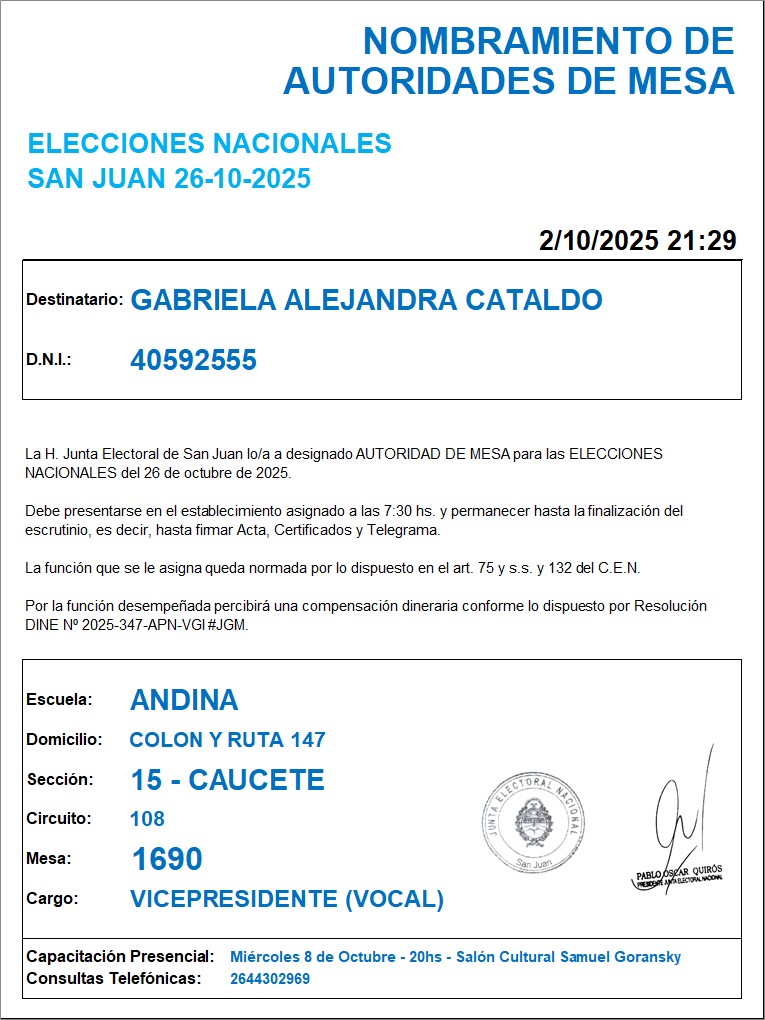 NOMBRAMIENTO DE
AUTORIDADES DE MESA
ELECCIONES NACIONALES
SAN JUAN 26-10-2025
2/10/2025 21:29
Destinatario: GABRIELA ALEJANDRA CATALDO
D.N.I.: 40592555
La H. Junta Electoral de San Juan lo/a a designado AUTORIDAD DE MESA para las ELECCIONES
NACIONALES del 26 de octubre de 2025.
Debe presentarse en el establecimiento asignado a las 7:30 hs. y permanecer hasta la finalización del
escrutinio, es decir, hasta firmar Acta, Certificados y Telegrama.
La función que se le asigna queda normada por lo dispuesto en el art. 75 y s.s. y 132 del C.E.N.
Por la función desempeñada percibirá una compensación dineraria conforme lo dispuesto por Resolución
DINE Nº 2025-347-APN-VGI#JGM.
Escuela: ANDINA
Domicilio: COLON Y RUTA 147
Sección: 15 - CAUCETE
Circuito: 108
Mesa: 1690
Cargo: VICEPRESIDENTE (VOCAL)
JUNTA ELECTORAL NACIONAL
San Juan
PABLO OSCAR QUIRÓS
PRESIDENTE JUNTA ELECTORAL NACIONAL
Capacitación Presencial: Miércoles 8 de Octubre - 20hs - Salón Cultural Samuel Goransky
Consultas Telefónicas: 2644302969